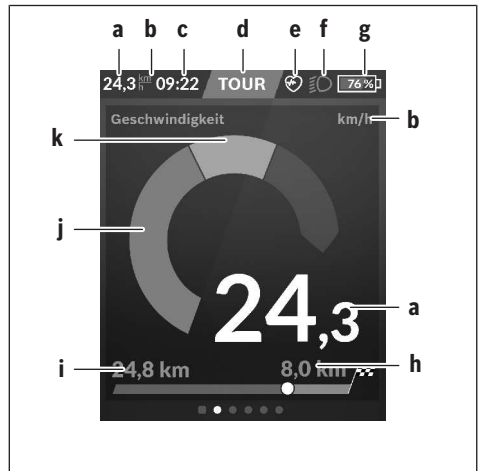 a b c d e f g
24,3 km/h 09:22 TOUR 76 %
Geschwindigkeit km/h b
k
j
24,3 a
i 24,8 km 8,0 km h